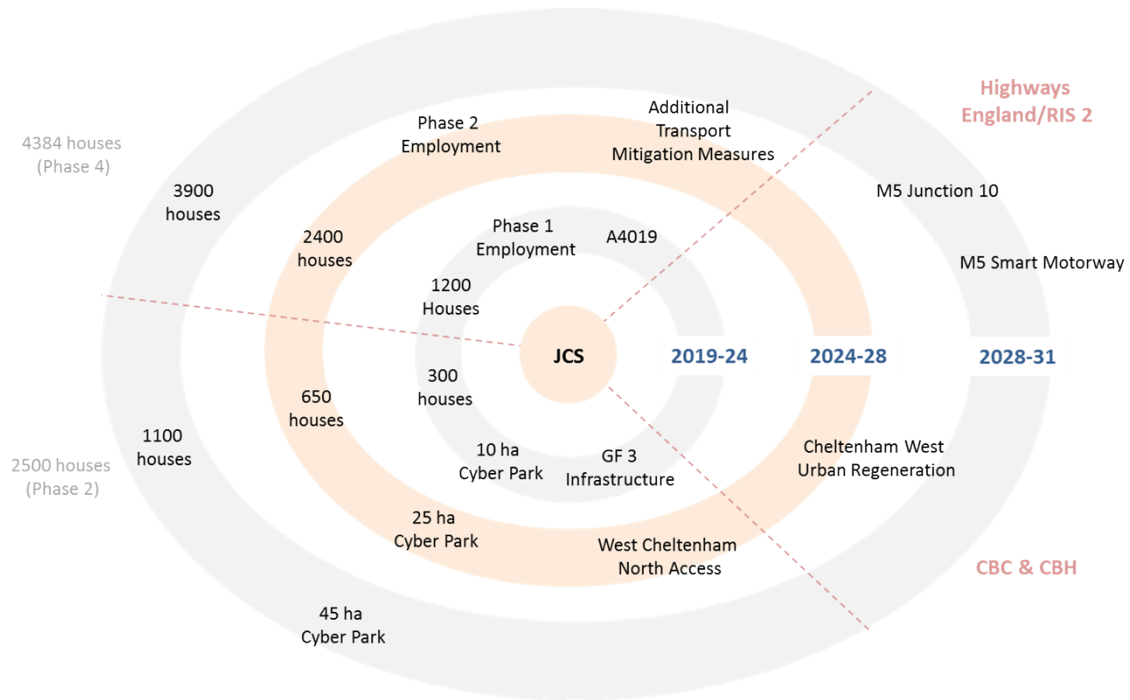 Highways
England/RIS 2
Additional
Transport
Mitigation Measures
Phase 2
Employment
4384 houses
(Phase 4)
3900
houses
M5 Junction 10
Phase 1
Employment
A4019
2400
houses
M5 Smart Motorway
1200
Houses
JCS
2019-24
2024-28
2028-31
300
houses
650
houses
1100
houses
2500 houses
(Phase 2)
10 ha
Cyber Park
GF 3
Infrastructure
Cheltenham West
Urban Regeneration
25 ha
Cyber Park
West Cheltenham
North Access
CBC & CBH
45 ha
Cyber Park